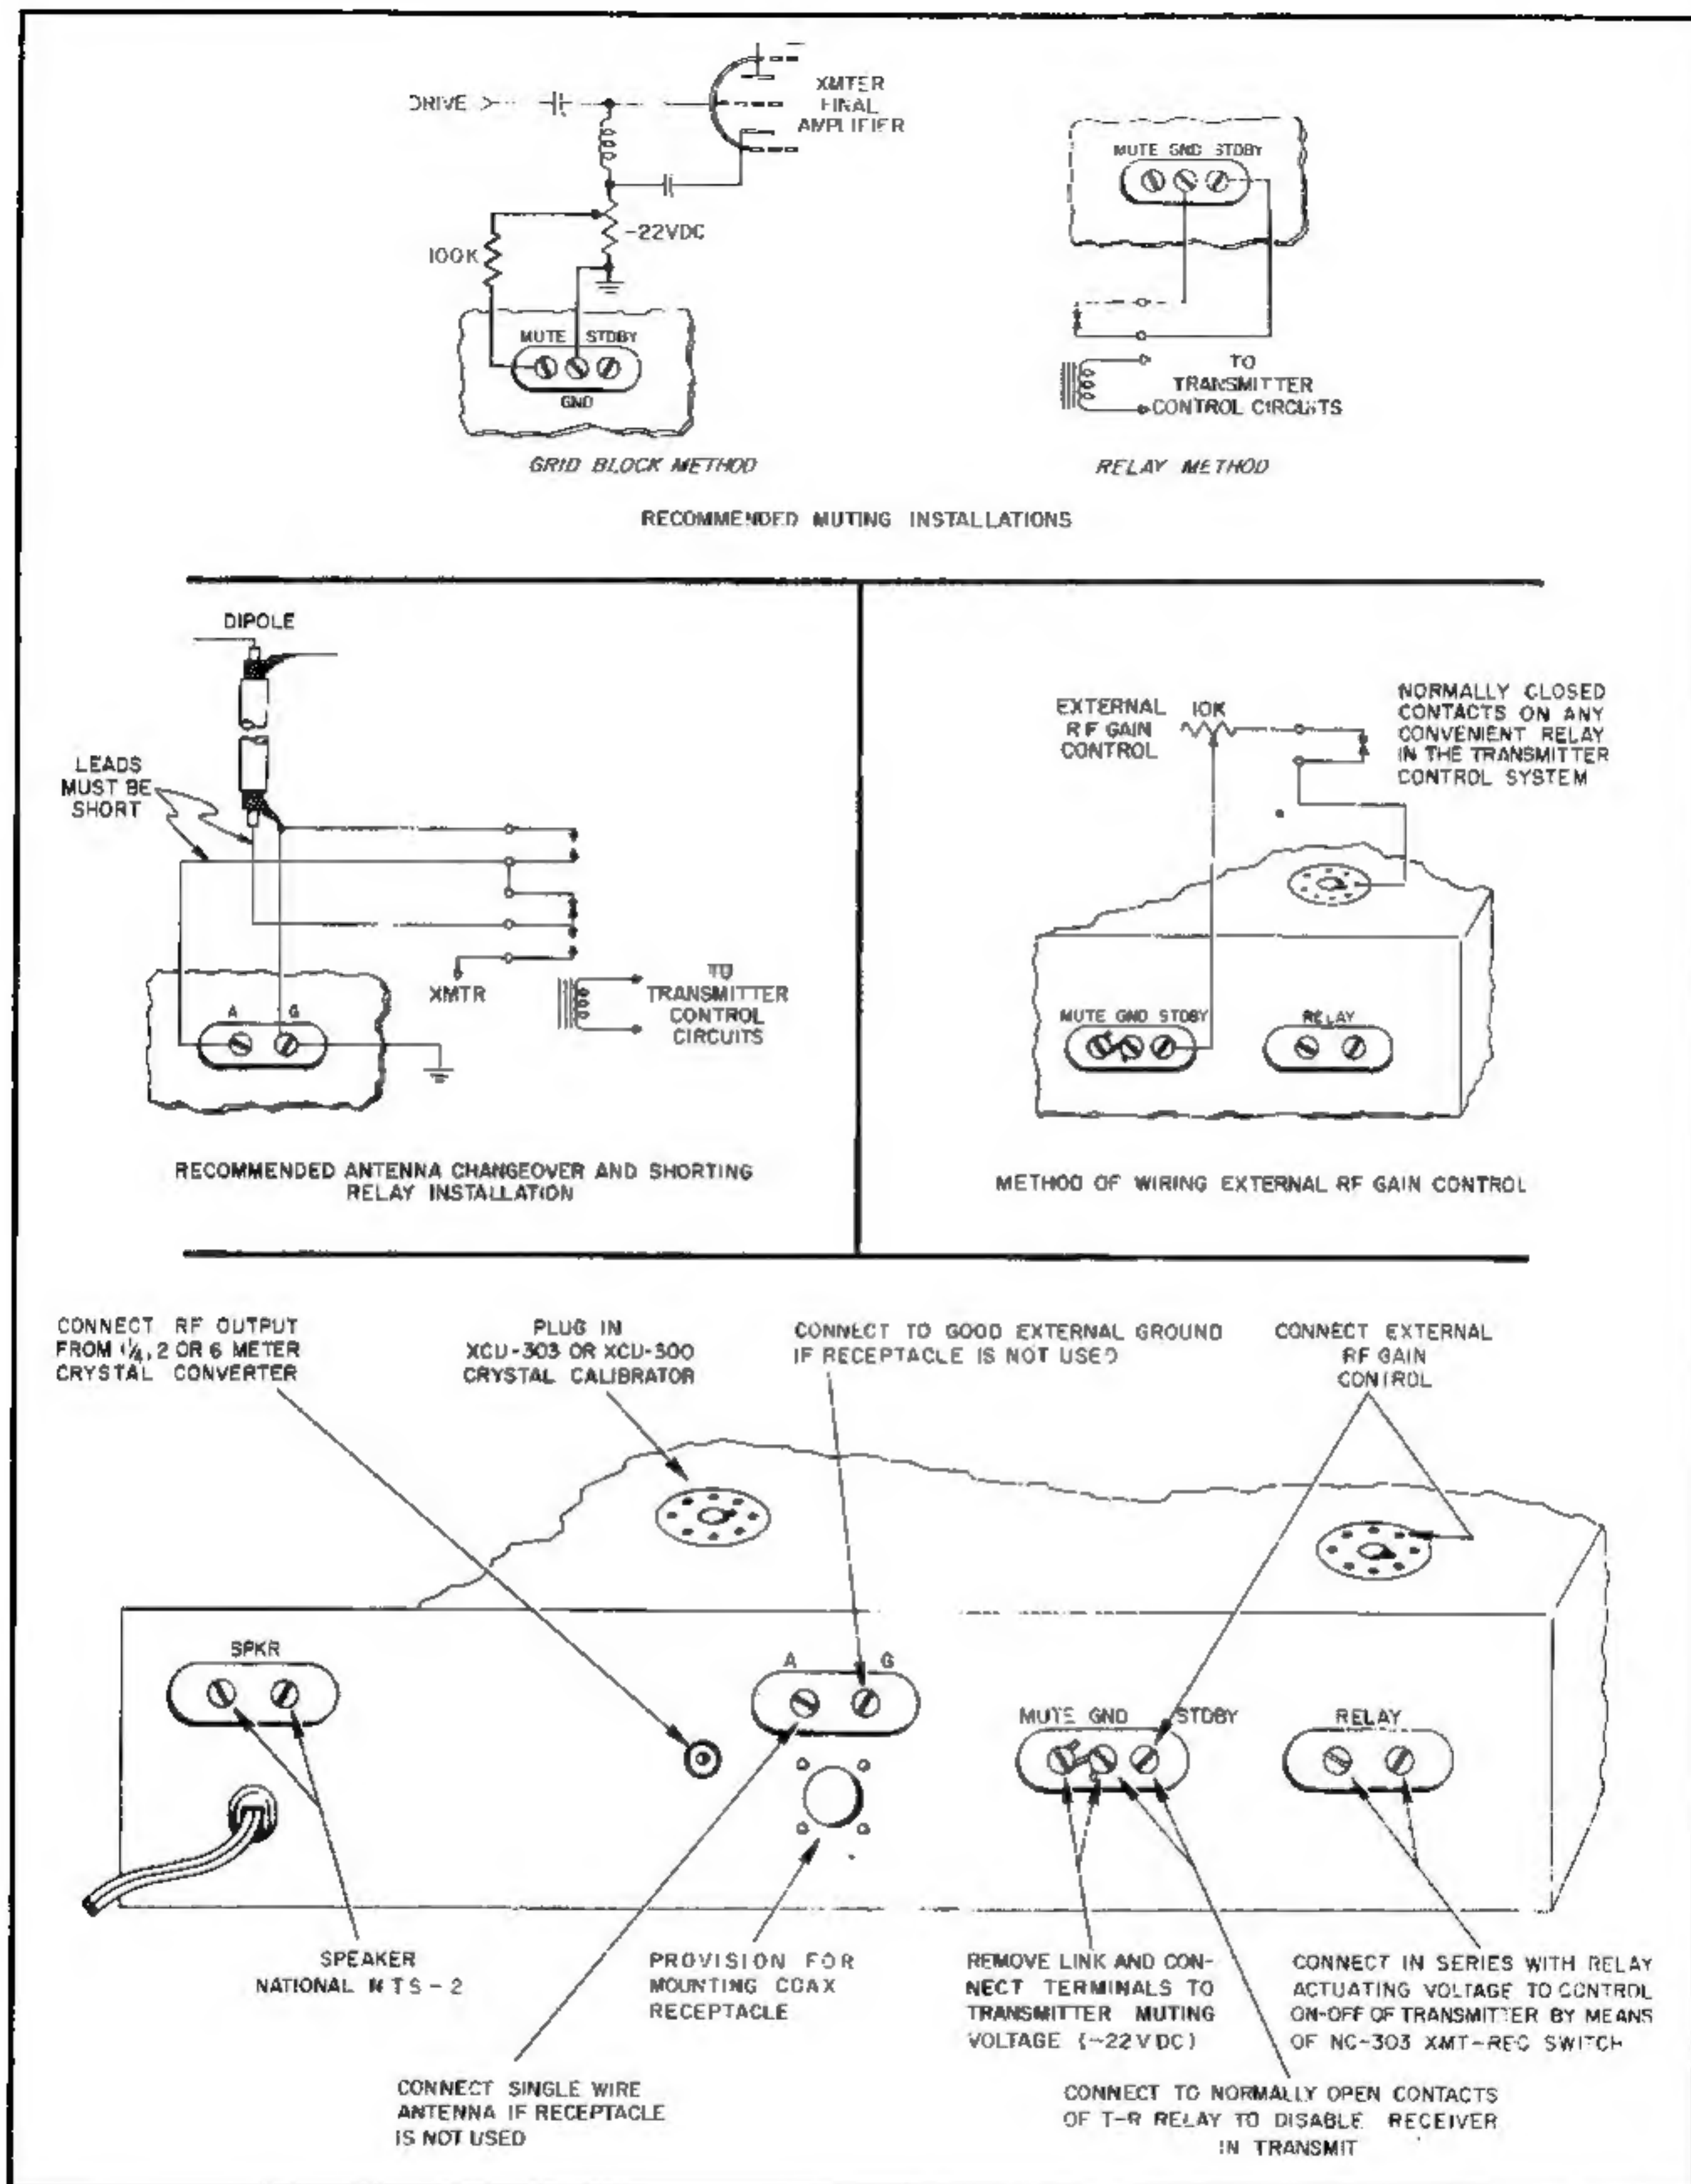 DRIVE
XMTER
FINAL
AMPLIFIER
-22VDC
100K
MUTE STDBY
GND
GRID BLOCK METHOD
MUTE GND STDBY
TO
TRANSMITTER
CONTROL CIRCUITS
RELAY METHOD
RECOMMENDED MUTING INSTALLATIONS
DIPOLE
LEADS
MUST BE
SHORT
XMTR
TO
TRANSMITTER
CONTROL
CIRCUITS
A G
RECOMMENDED ANTENNA CHANGEOVER AND SHORTING
RELAY INSTALLATION
EXTERNAL
RF GAIN
CONTROL
10K
NORMALLY CLOSED
CONTACTS ON ANY
CONVENIENT RELAY
IN THE TRANSMITTER
CONTROL SYSTEM
MUTE GND STDBY
RELAY
METHOD OF WIRING EXTERNAL RF GAIN CONTROL
CONNECT RF OUTPUT
FROM 1¼, 2 OR 6 METER
CRYSTAL CONVERTER
PLUG IN
XCU-303 OR XCU-300
CRYSTAL CALIBRATOR
CONNECT TO GOOD EXTERNAL GROUND
IF RECEPTACLE IS NOT USED
CONNECT EXTERNAL
RF GAIN
CONTROL
SPKR
A G
MUTE GND STDBY
RELAY
SPEAKER
NATIONAL NTS-2
PROVISION FOR
MOUNTING COAX
RECEPTACLE
REMOVE LINK AND CON-
NECT TERMINALS TO
TRANSMITTER MUTING
VOLTAGE (-22VDC)
CONNECT IN SERIES WITH RELAY
ACTUATING VOLTAGE TO CONTROL
ON-OFF OF TRANSMITTER BY MEANS
OF NC-303 XMT-REC SWITCH
CONNECT SINGLE WIRE
ANTENNA IF RECEPTACLE
IS NOT USED
CONNECT TO NORMALLY OPEN CONTACTS
OF T-R RELAY TO DISABLE RECEIVER
IN TRANSMIT